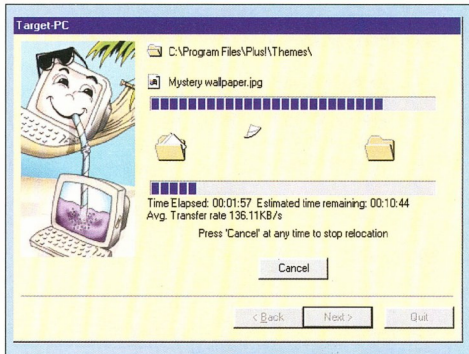 Target-PC
C:\Program Files\Plus!\Themes\
Mystery wallpaper.jpg
Time Elapsed: 00:01:57 Estimated time remaining: 00:10:44
Avg. Transfer rate 136.11KB/s
Press 'Cancel' at any time to stop relocation
Cancel
< Back
Next >
Quit